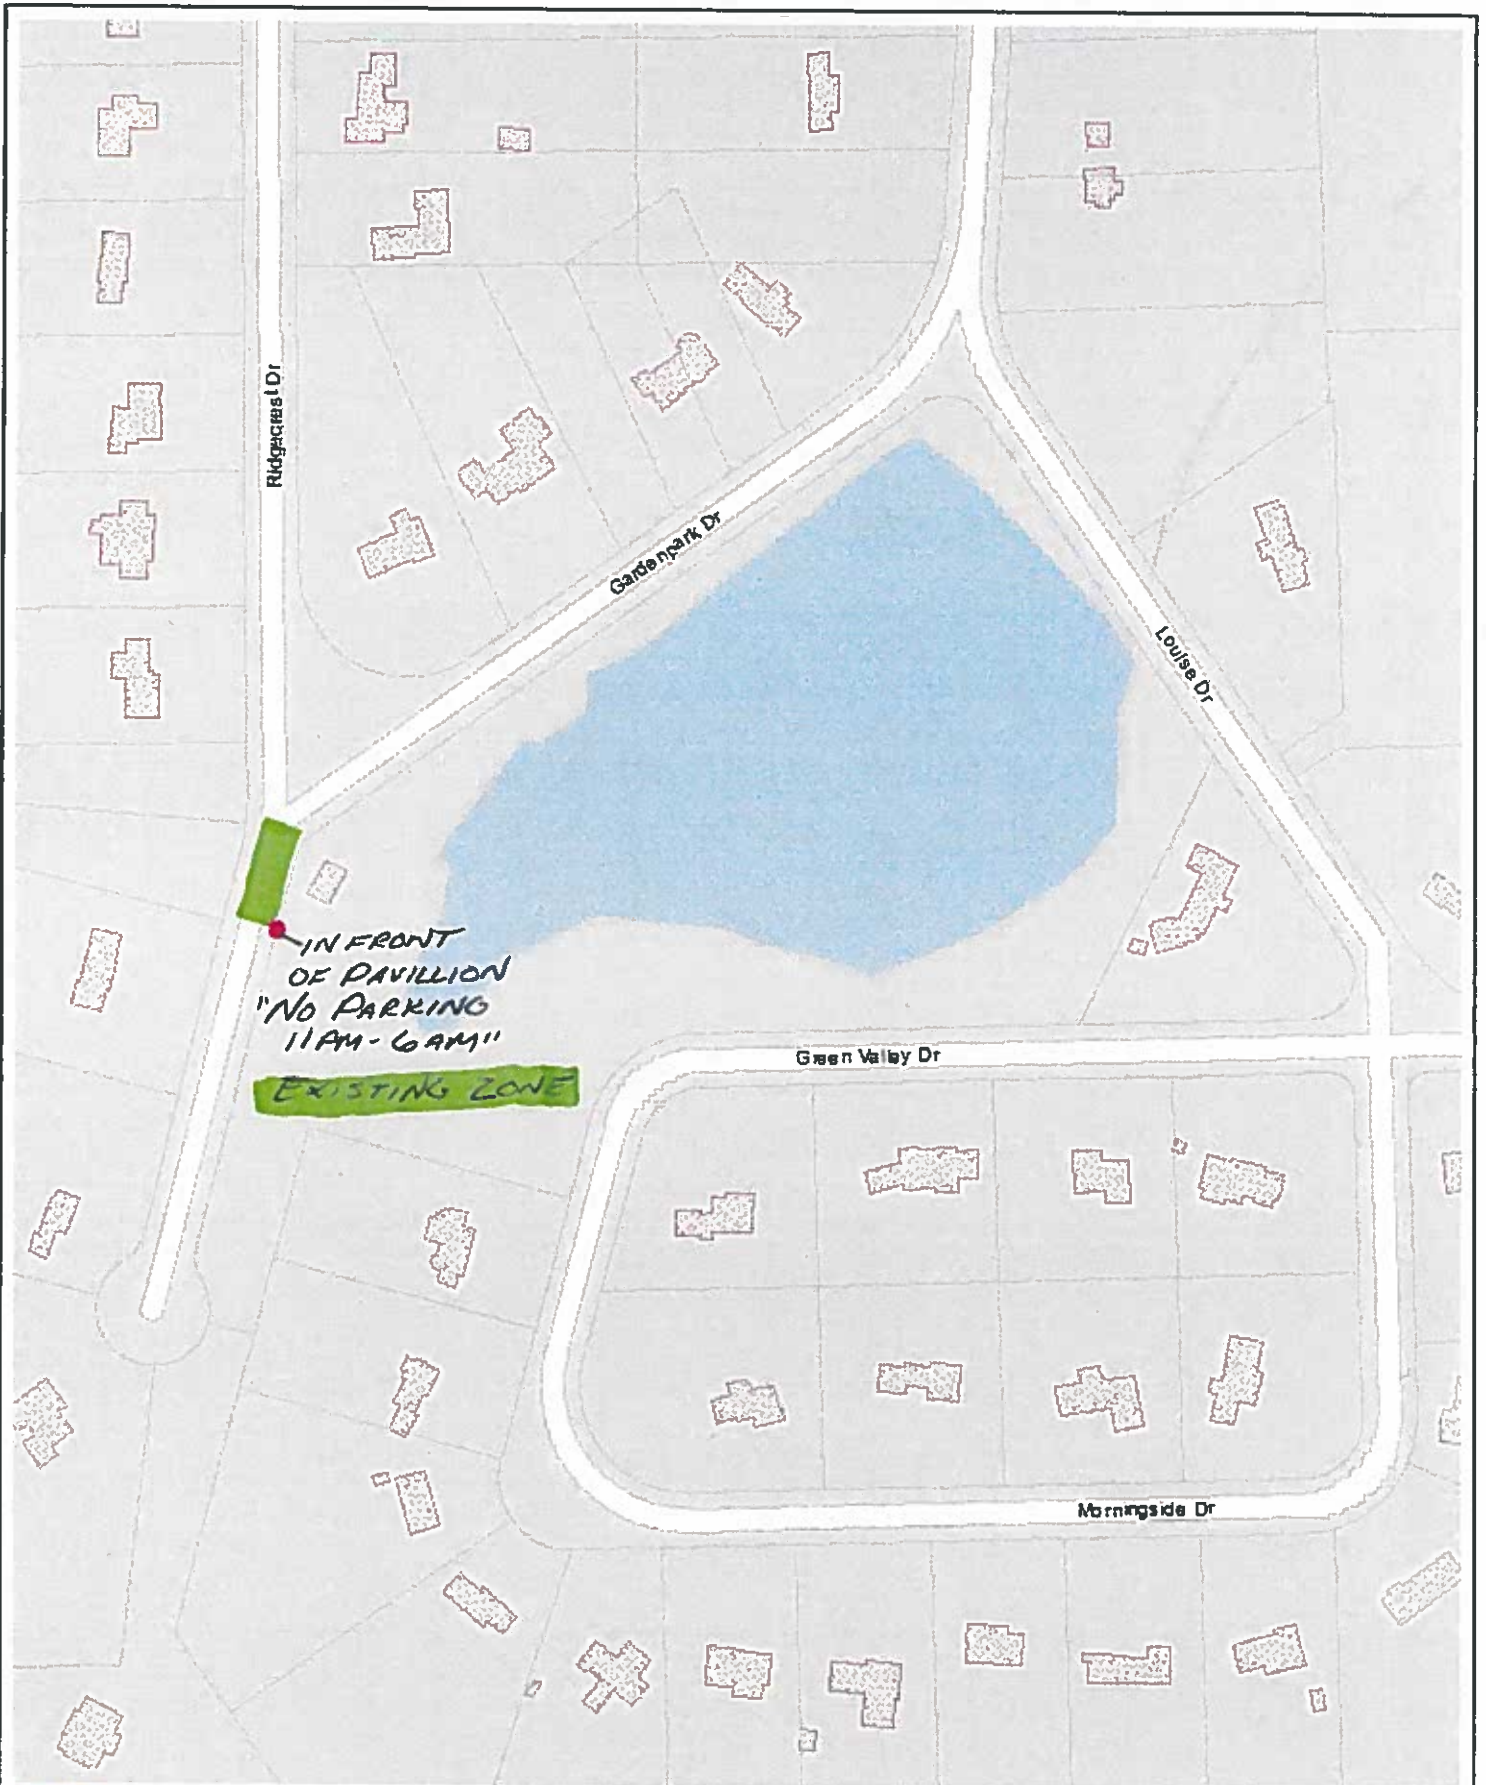 Ridgecrest Dr
Gardenpark Dr
Louise Dr
IN FRONT
OF PAVILLION
"NO PARKING
11AM-6AM"
EXISTING ZONE
Green Valley Dr
Morningside Dr